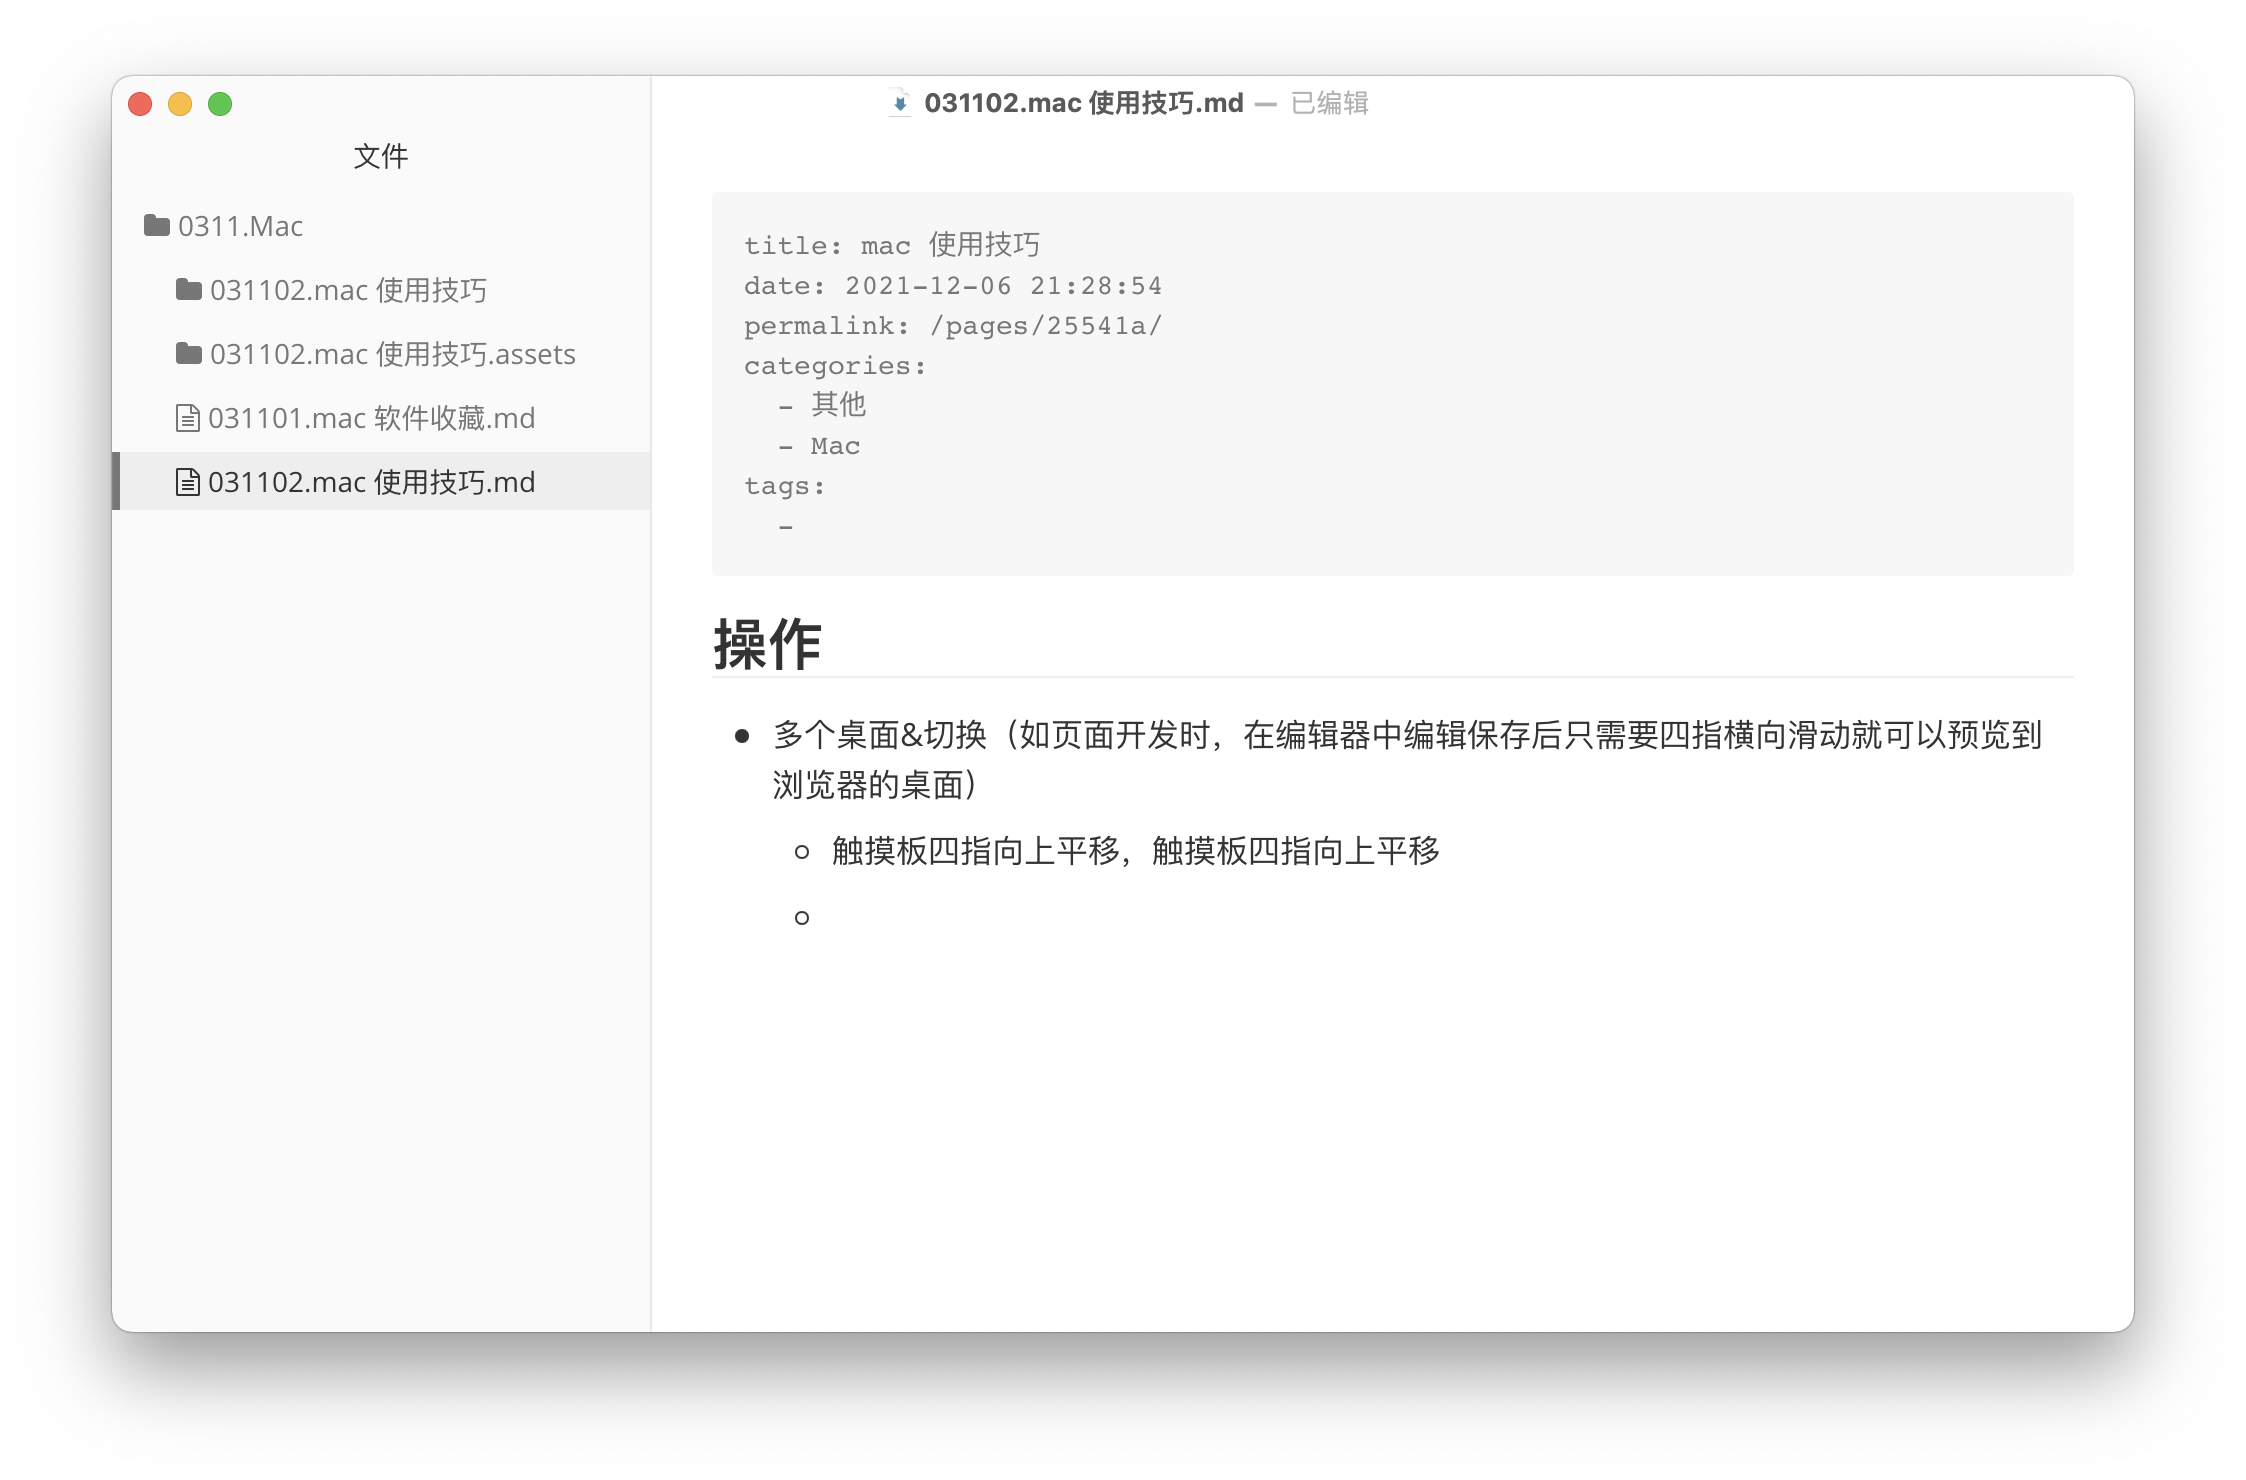 031102.mac 使用技巧.md — 已编辑
文件
0311.Mac
031102.mac 使用技巧
031102.mac 使用技巧.assets
031101.mac 软件收藏.md
031102.mac 使用技巧.md
title: mac 使用技巧
date: 2021-12-06 21:28:54
permalink: /pages/25541a/
categories:
  - 其他
  - Mac
tags:
  -
操作
多个桌面&切换（如页面开发时，在编辑器中编辑保存后只需要四指横向滑动就可以预览到
浏览器的桌面）
触摸板四指向上平移，触摸板四指向上平移